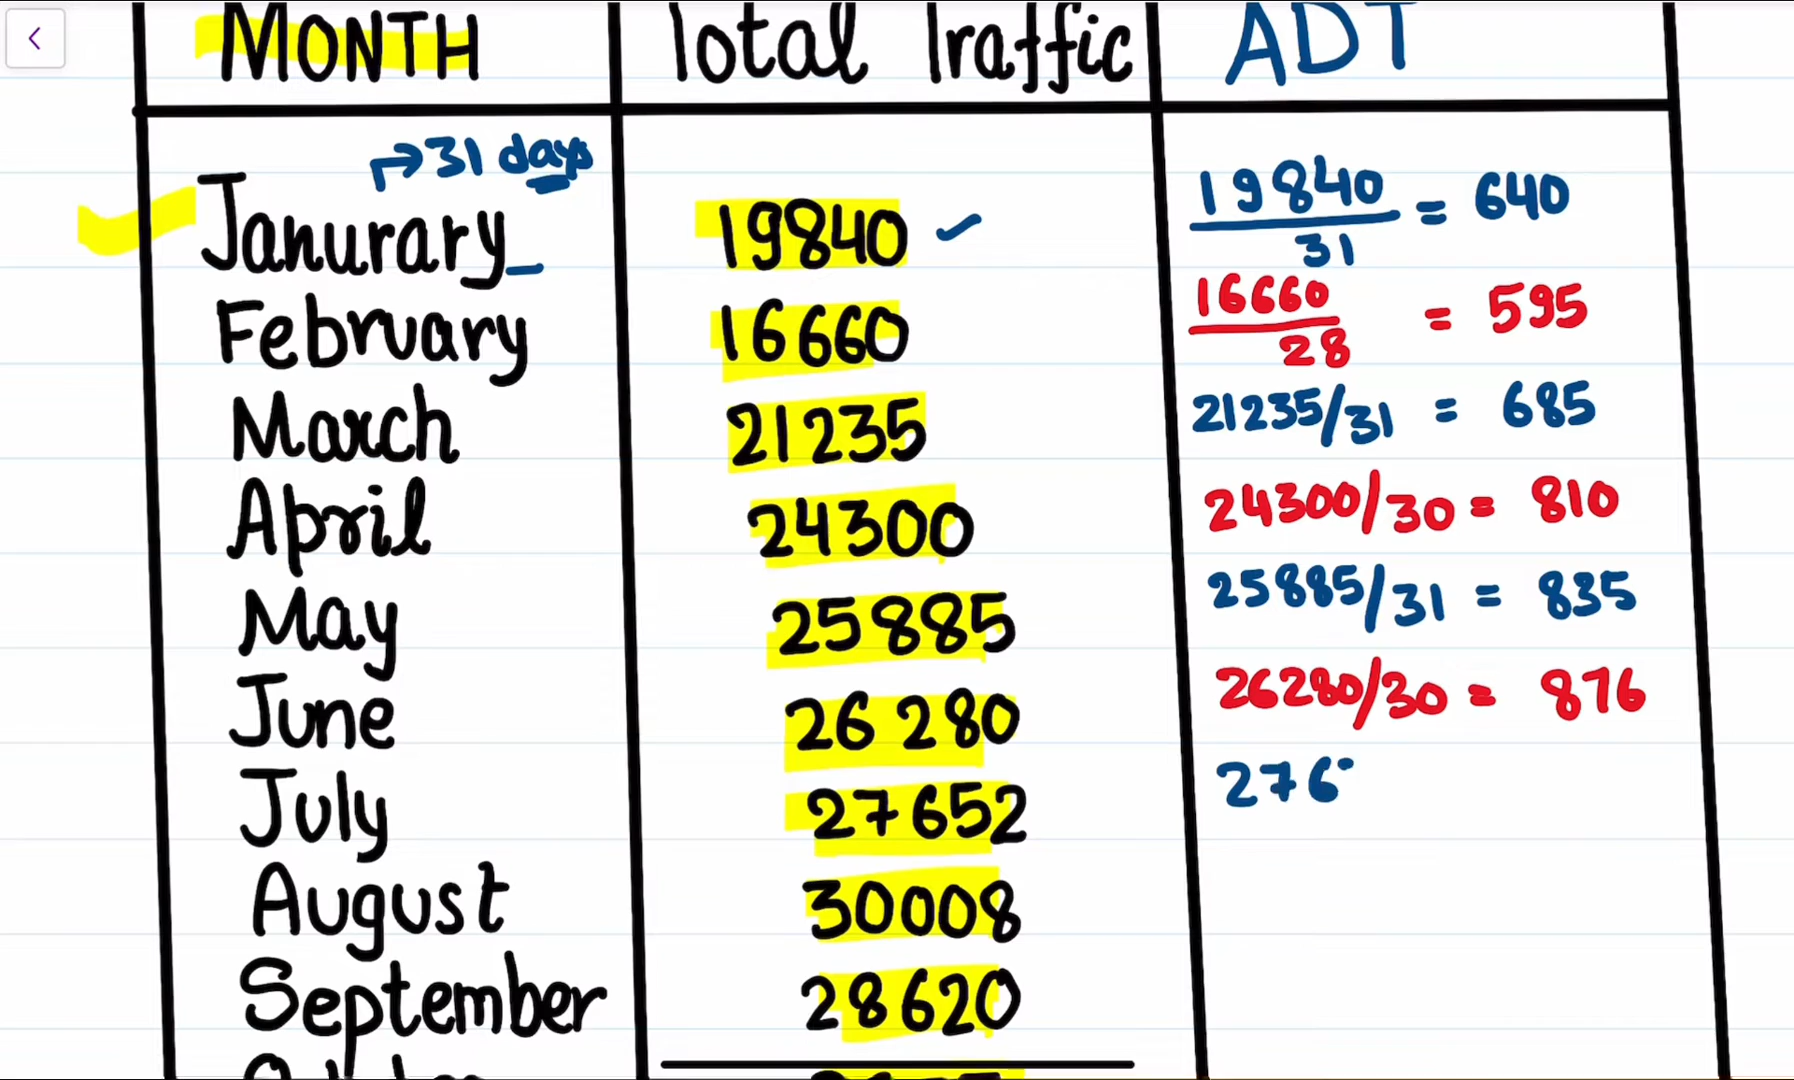 MONTH Total Traffic ADT
→31 days
Janurary 19840 ✓ 19840/31 = 640
February 16660 16660/28 = 595
March 21235 21235/31 = 685
April 24300 24300/30 = 810
May 25885 25885/31 = 835
June 26280 26280/30 = 876
July 27652 276
August 30008
September 28620